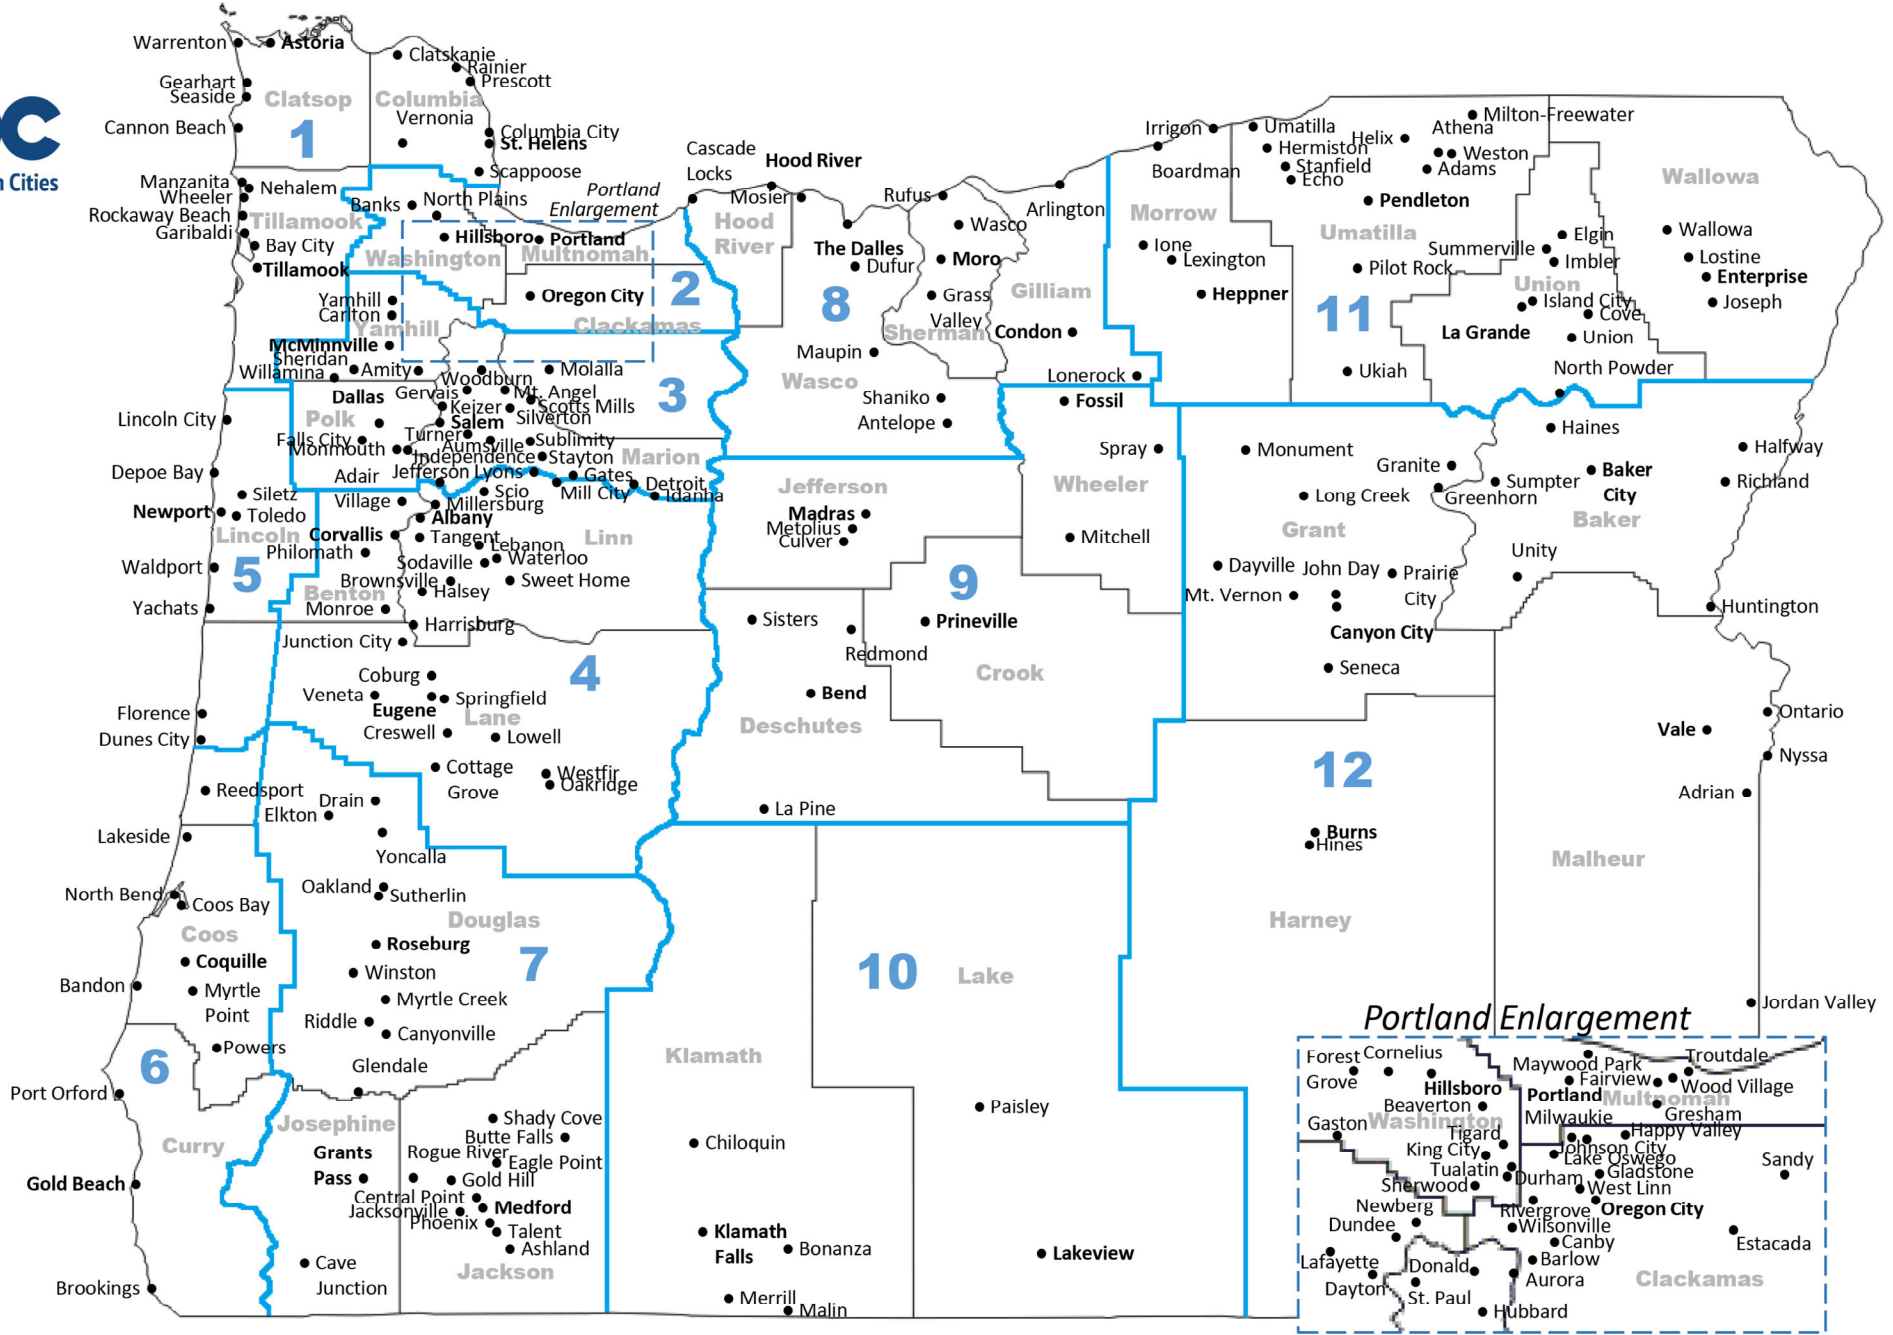 C
n Cities
Warrenton
Astoria
Clatskanie
Rainier
Prescott
Gearhart
Seaside
Clatsop
Columbia
Vernonia
Cannon Beach
1
Columbia City
St. Helens
Scappoose
Manzanita
Nehalem
Wheeler
Rockaway Beach
Garibaldi
Tillamook
Bay City
Tillamook
Banks
North Plains
Portland
Enlargement
Hillsboro
Portland
Washington
Multnomah
Oregon City
2
Clackamas
Yamhill
Carlton
Yamhill
McMinnville
Sheridan
Willamina
Amity
Cascade
Locks
Hood River
Mosier
Hood
River
Rufus
Wasco
Arlington
The Dalles
Dufur
Moro
8
Grass
Valley
Sherman
Gilliam
Condon
Maupin
Wasco
Shaniko
Antelope
Lonerock
Irrigon
Boardman
Morrow
Ione
Lexington
Heppner
Umatilla
Hermiston
Stanfield
Echo
Helix
Athena
Milton-Freewater
Weston
Adams
Pendleton
Umatilla
Pilot Rock
11
Ukiah
Wallowa
Wallowa
Lostine
Enterprise
Joseph
Summerville
Elgin
Imbler
Union
Island City
Cove
La Grande
Union
North Powder
Woodburn
Molalla
Gervais
Mt. Angel
Keizer
Scotts Mills
Salem
Silverton
3
Dallas
Polk
Falls City
Monmouth
Independence
Turner
Aumsville
Sublimity
Stayton
Marion
Jefferson
Lyons
Gates
Mill City
Detroit
Idanha
Lincoln City
Depoe Bay
Siletz
Newport
Toledo
Lincoln
5
Waldport
Yachats
Adair
Village
Corvallis
Philomath
Benton
Monroe
Scio
Millersburg
Albany
Tangent
Lebanon
Sodaville
Waterloo
Brownsville
Sweet Home
Halsey
Linn
Harrisburg
Junction City
Coburg
Veneta
Springfield
Eugene
Lane
Creswell
Lowell
4
Cottage
Grove
Westfir
Oakridge
Florence
Dunes City
Jefferson
Madras
Metolius
Culver
Sisters
Redmond
9
Prineville
Crook
Bend
Deschutes
La Pine
Fossil
Spray
Wheeler
Mitchell
Monument
Granite
Greenhorn
Long Creek
Grant
Dayville
John Day
Prairie
City
Mt. Vernon
Canyon City
Seneca
Haines
Halfway
Sumpter
Baker
City
Richland
Baker
Unity
Huntington
Ontario
Vale
Nyssa
Adrian
12
Burns
Hines
Malheur
Harney
Jordan Valley
Reedsport
Drain
Elkton
Yoncalla
Lakeside
Oakland
Sutherlin
North Bend
Coos Bay
Coos
Coquille
Douglas
Roseburg
7
Winston
Bandon
Myrtle
Point
Myrtle Creek
Riddle
Canyonville
Powers
Glendale
6
Port Orford
Curry
Gold Beach
Brookings
Josephine
Grants
Pass
Cave
Junction
Shady Cove
Butte Falls
Rogue River
Eagle Point
Gold Hill
Central Point
Jacksonville
Medford
Phoenix
Talent
Ashland
Jackson
10
Lake
Klamath
Paisley
Chiloquin
Klamath
Falls
Bonanza
Lakeview
Merrill
Malin
Portland Enlargement
Forest
Grove
Cornelius
Hillsboro
Maywood Park
Troutdale
Fairview
Wood Village
Portland
Multnomah
Beaverton
Gresham
Gaston
Washington
Milwaukie
Happy Valley
Tigard
King City
Johnson City
Lake Oswego
Tualatin
Durham
Gladstone
Sandy
Sherwood
West Linn
Newberg
Rivergrove
Oregon City
Dundee
Wilsonville
Canby
Estacada
Lafayette
Donald
Barlow
Dayton
Aurora
Clackamas
St. Paul
Hubbard